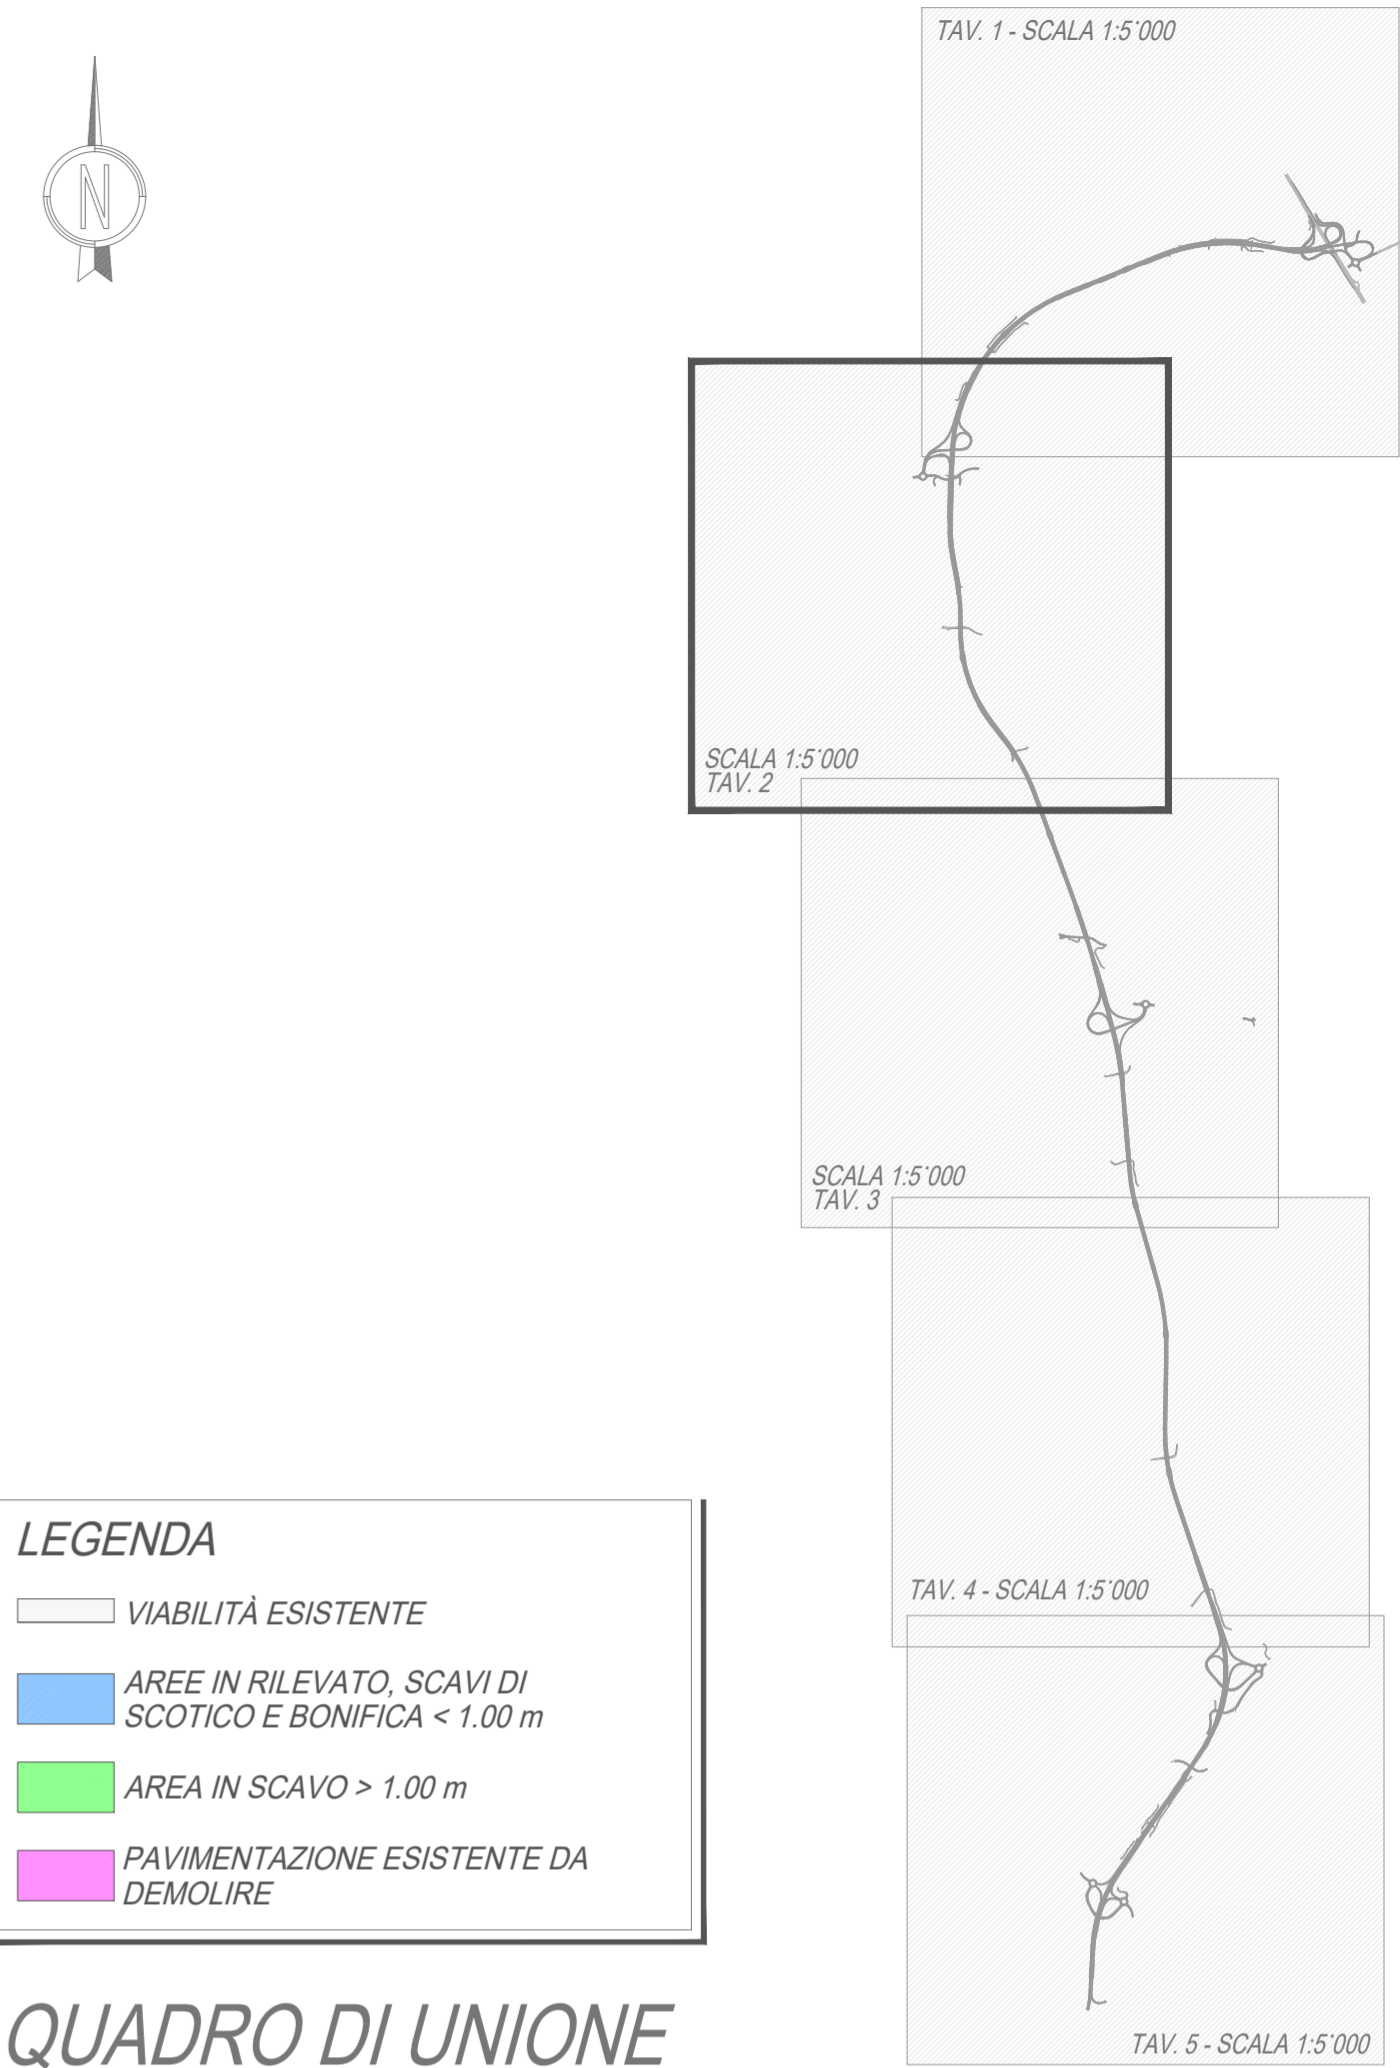 TAV. 1 - SCALA 1:5˙000
N
SCALA 1:5˙000
TAV. 2
SCALA 1:5˙000
TAV. 3
TAV. 4 - SCALA 1:5˙000
LEGENDA
VIABILITÀ ESISTENTE
AREE IN RILEVATO, SCAVI DI
SCOTICO E BONIFICA < 1.00 m
AREA IN SCAVO > 1.00 m
PAVIMENTAZIONE ESISTENTE DA
DEMOLIRE
QUADRO DI UNIONE
TAV. 5 - SCALA 1:5˙000